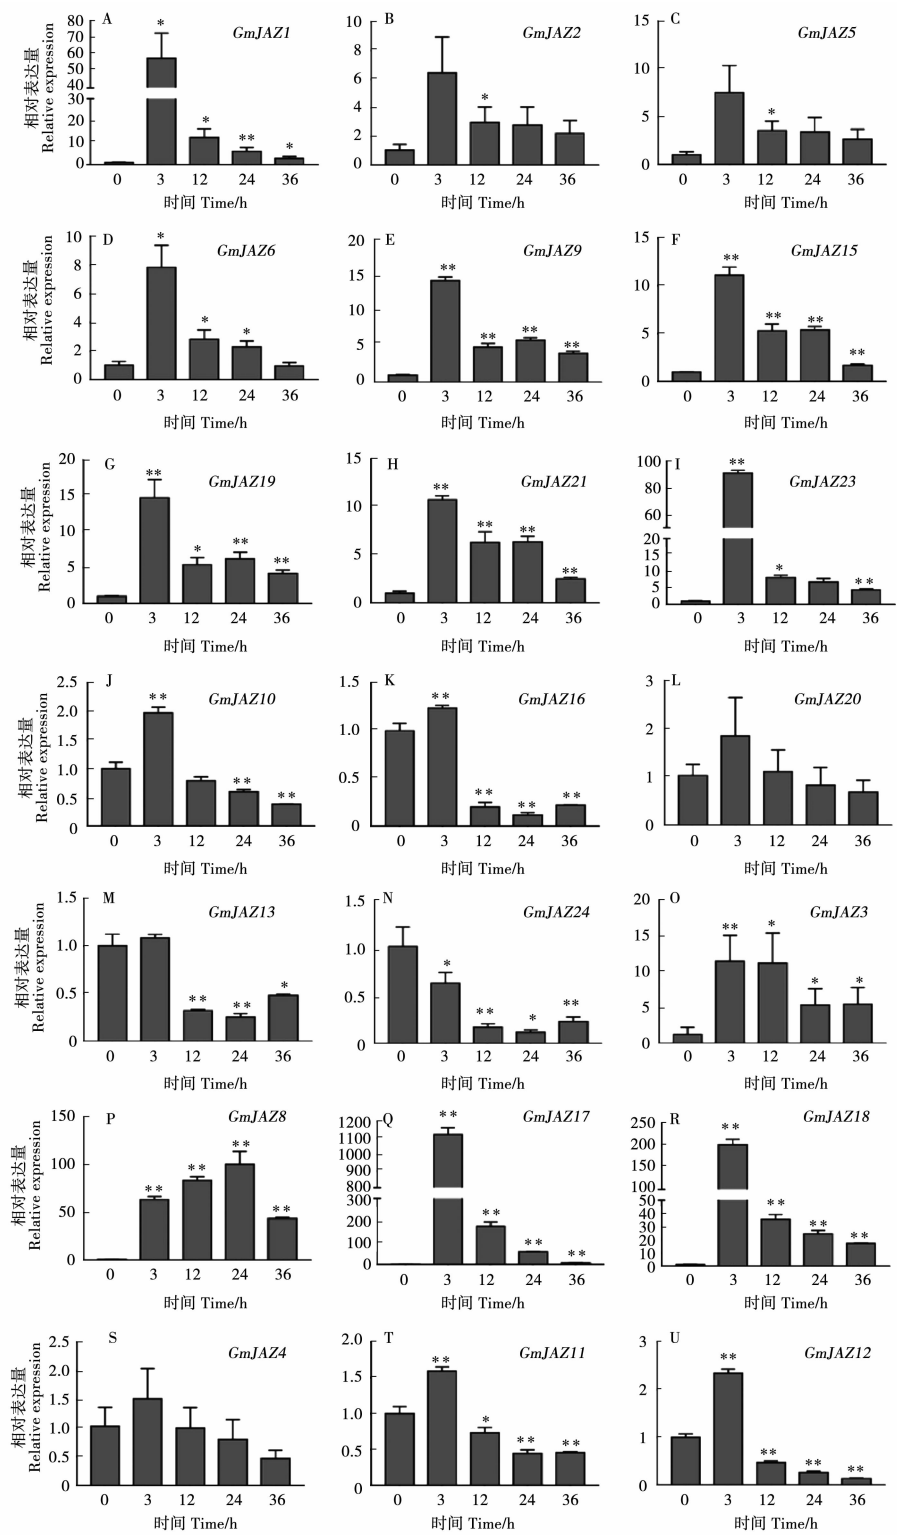 A
GmJAZ1
相对表达量
Relative expression
80
70
60
50
40
30
20
10
0
*
*
**
*
0 3 12 24 36
时间 Time/h
B
GmJAZ2
10
8
6
4
2
0
*
0 3 12 24 36
时间 Time/h
C
GmJAZ5
15
10
5
0
*
0 3 12 24 36
时间 Time/h
D
GmJAZ6
相对表达量
Relative expression
10
8
6
4
2
0
*
*
*
0 3 12 24 36
时间 Time/h
E
GmJAZ9
20
15
10
5
0
**
**
**
**
0 3 12 24 36
时间 Time/h
F
GmJAZ15
15
10
5
0
**
**
**
**
0 3 12 24 36
时间 Time/h
G
GmJAZ19
相对表达量
Relative expression
20
15
10
5
0
**
*
**
**
0 3 12 24 36
时间 Time/h
H
GmJAZ21
15
10
5
0
**
**
**
**
0 3 12 24 36
时间 Time/h
I
GmJAZ23
100
80
60
20
15
10
5
0
**
*
**
0 3 12 24 36
时间 Time/h
J
GmJAZ10
相对表达量
Relative expression
2.5
2.0
1.5
1.0
0.5
0
**
**
**
0 3 12 24 36
时间 Time/h
K
GmJAZ16
1.5
1.0
0.5
0
**
**
**
**
0 3 12 24 36
时间 Time/h
L
GmJAZ20
3
2
1
0
0 3 12 24 36
时间 Time/h
M
GmJAZ13
相对表达量
Relative expression
1.5
1.0
0.5
0
**
**
*
0 3 12 24 36
时间 Time/h
N
GmJAZ24
1.5
1.0
0.5
0
*
**
*
**
0 3 12 24 36
时间 Time/h
O
GmJAZ3
20
15
10
5
0
**
*
*
*
0 3 12 24 36
时间 Time/h
P
GmJAZ8
相对表达量
Relative expression
150
100
50
0
**
**
**
**
0 3 12 24 36
时间 Time/h
Q
GmJAZ17
1200
1100
1000
900
800
300
200
100
0
**
**
**
**
0 3 12 24 36
时间 Time/h
R
GmJAZ18
250
200
150
100
50
40
30
20
10
0
**
**
**
**
0 3 12 24 36
时间 Time/h
S
GmJAZ4
相对表达量
Relative expression
2.5
2.0
1.5
1.0
0.5
0
0 3 12 24 36
时间 Time/h
T
GmJAZ11
2.0
1.5
1.0
0.5
0
**
*
**
**
0 3 12 24 36
时间 Time/h
U
GmJAZ12
3
2
1
0
**
**
**
**
0 3 12 24 36
时间 Time/h